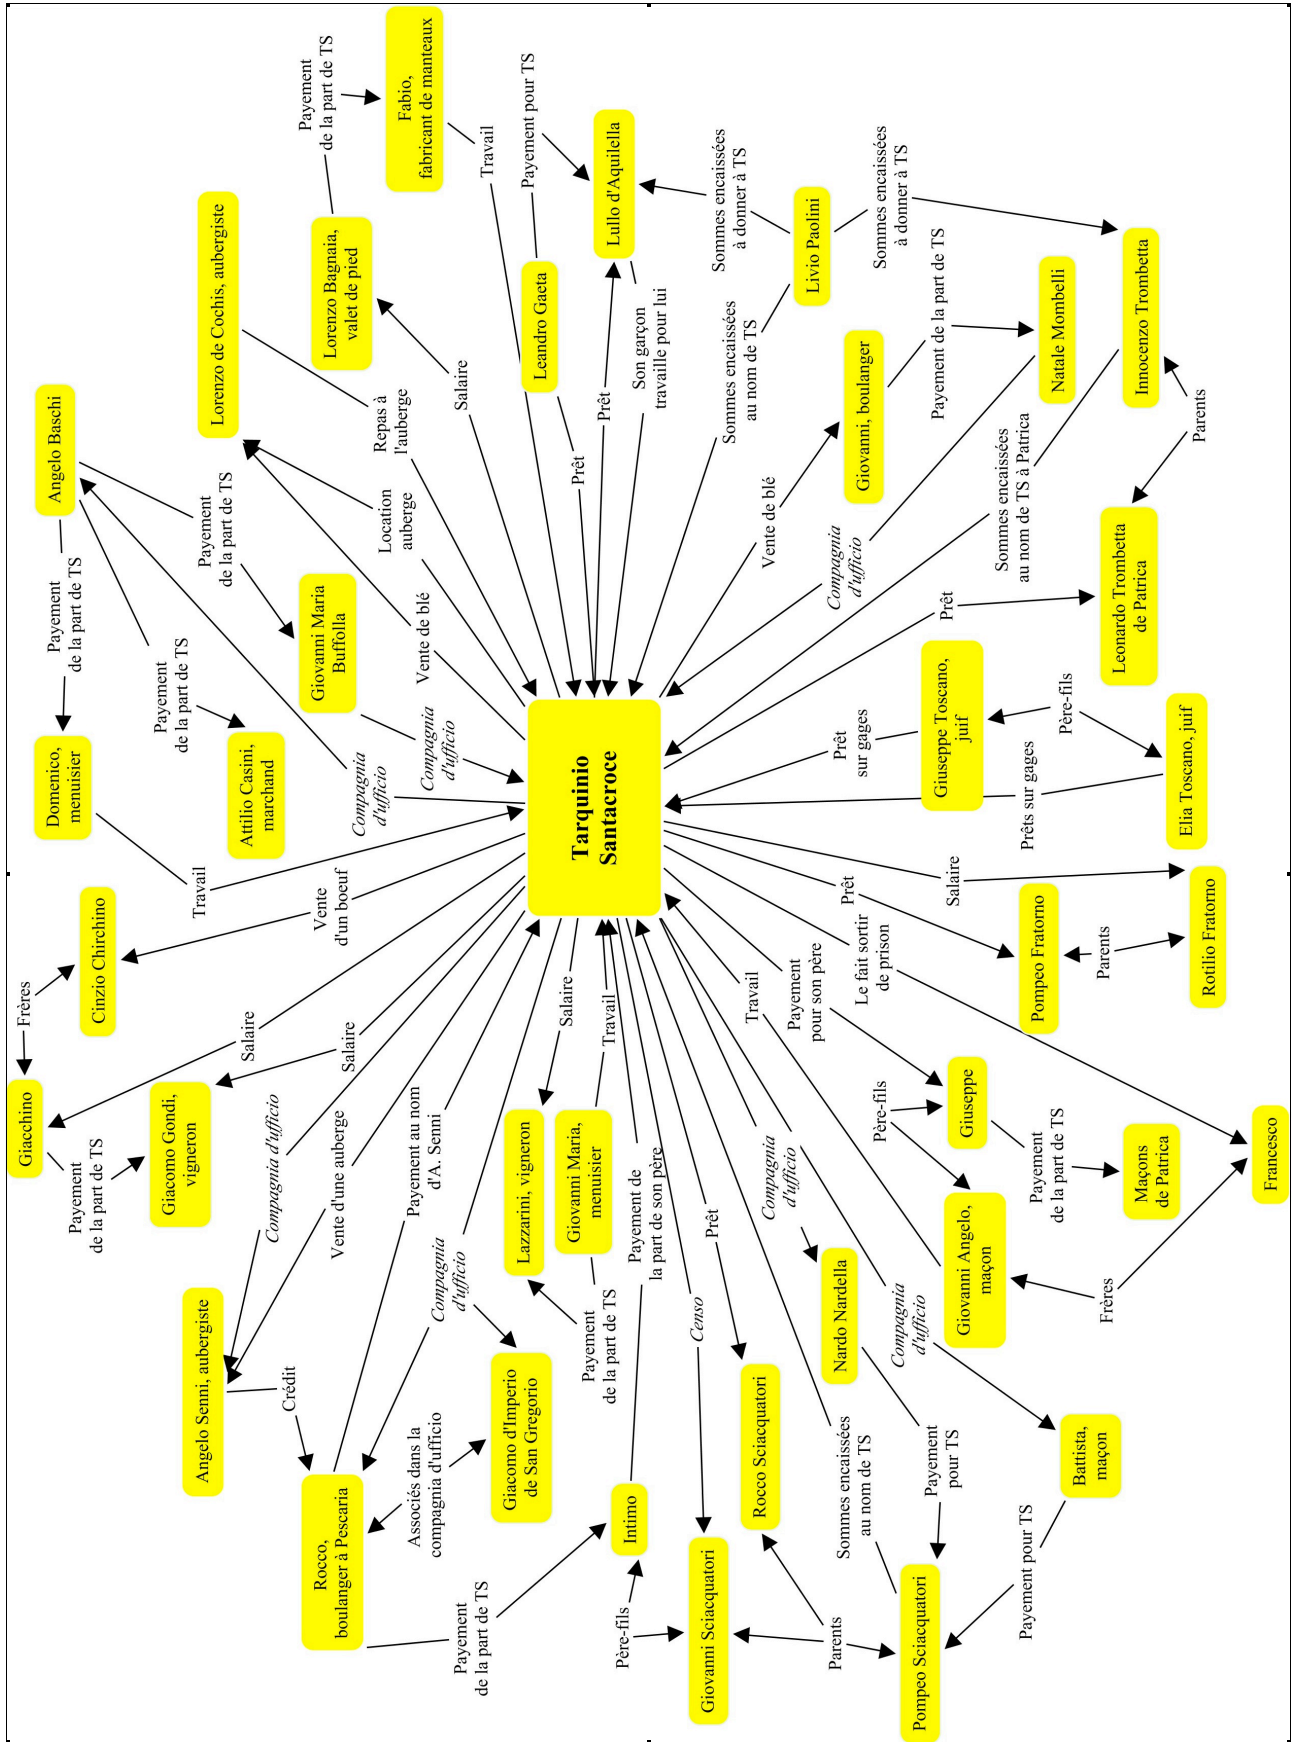 Giacchino
Frères
Angelo Baschi
Domenico,
menuisier
Payement
de la part de TS
Payement
de la part de TS
Cinzio Chirchino
Payement
de la part de TS
Giacomo Gondi,
vigneron
Travail
Angelo Senni, aubergiste
Payement
de la part de TS
Lorenzo de Cochis, aubergiste
Salaire
Attilio Casini,
marchand
Compagnia d'ufficio
Crédit
Vente
d'un boeuf
Payement
de la part de TS
Rocco,
boulanger à Pescaria
Vente d'une auberge
Giovanni Maria
Buffolla
Salaire
Lorenzo Bagnaia,
valet de pied
Compagnia
d'ufficio
Repas à
l'auberge
Location
auberge
Fabio,
fabricant de manteaux
Payement au nom
d'A. Senni
Vente de blé
Associés dans la
compagnia d'ufficio
Compagnia
d'ufficio
Compagnia
d'ufficio
Salaire
Payement
de la part de TS
Travail
Giacomo d'Imperio
de San Gregorio
Lazzarini, vigneron
Payement pour TS
Leandro Gaeta
Salaire
Prêt
Giovanni Maria,
menuisier
Tarquinio
Santacroce
Payement
de la part de TS
Travail
Prêt
Lullo d'Aquilella
Père-fils
Intimo
Payement de
la part de son père
Son garçon
travaille pour lui
Censo
Giovanni Sciacquatori
Prêt
Sommes encaissées
au nom de TS
Sommes encaissées
à donner à TS
Travail
Rocco Sciacquatori
Compagnia
d'ufficio
Vente de blé
Payement
pour son père
Livio Paolini
Parents
Nardo Nardella
Prêt
sur gages
Compagnia
d'ufficio
Prêt
Sommes encaissées
au nom de TS
Giovanni, boulanger
Le fait sortir
de prison
Sommes encaissées
à donner à TS
Père-fils
Compagnia
d'ufficio
Pompeo Sciacquatori
Payement
pour TS
Payement de la part de TS
Prêt
Salaire
Giuseppe Toscano,
juif
Giuseppe
Giovanni Angelo,
maçon
Sommes encaissées
au nom de TS à Patrica
Payement pour TS
Prêts sur gages
Pompeo Fratorno
Payement
de la part de TS
Natale Mombelli
Père-fils
Battista,
maçon
Parents
Frères
Leonardo Trombetta
de Patrica
Innocenzo Trombetta
Maçons
de Patrica
Elia Toscano, juif
Parents
Rotilio Fratorno
Francesco